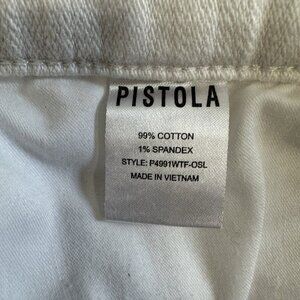 PISTOLA
99% COTTON
1% SPANDEX
STYLE: P4991WTF-OSL
MADE IN VIETNAM